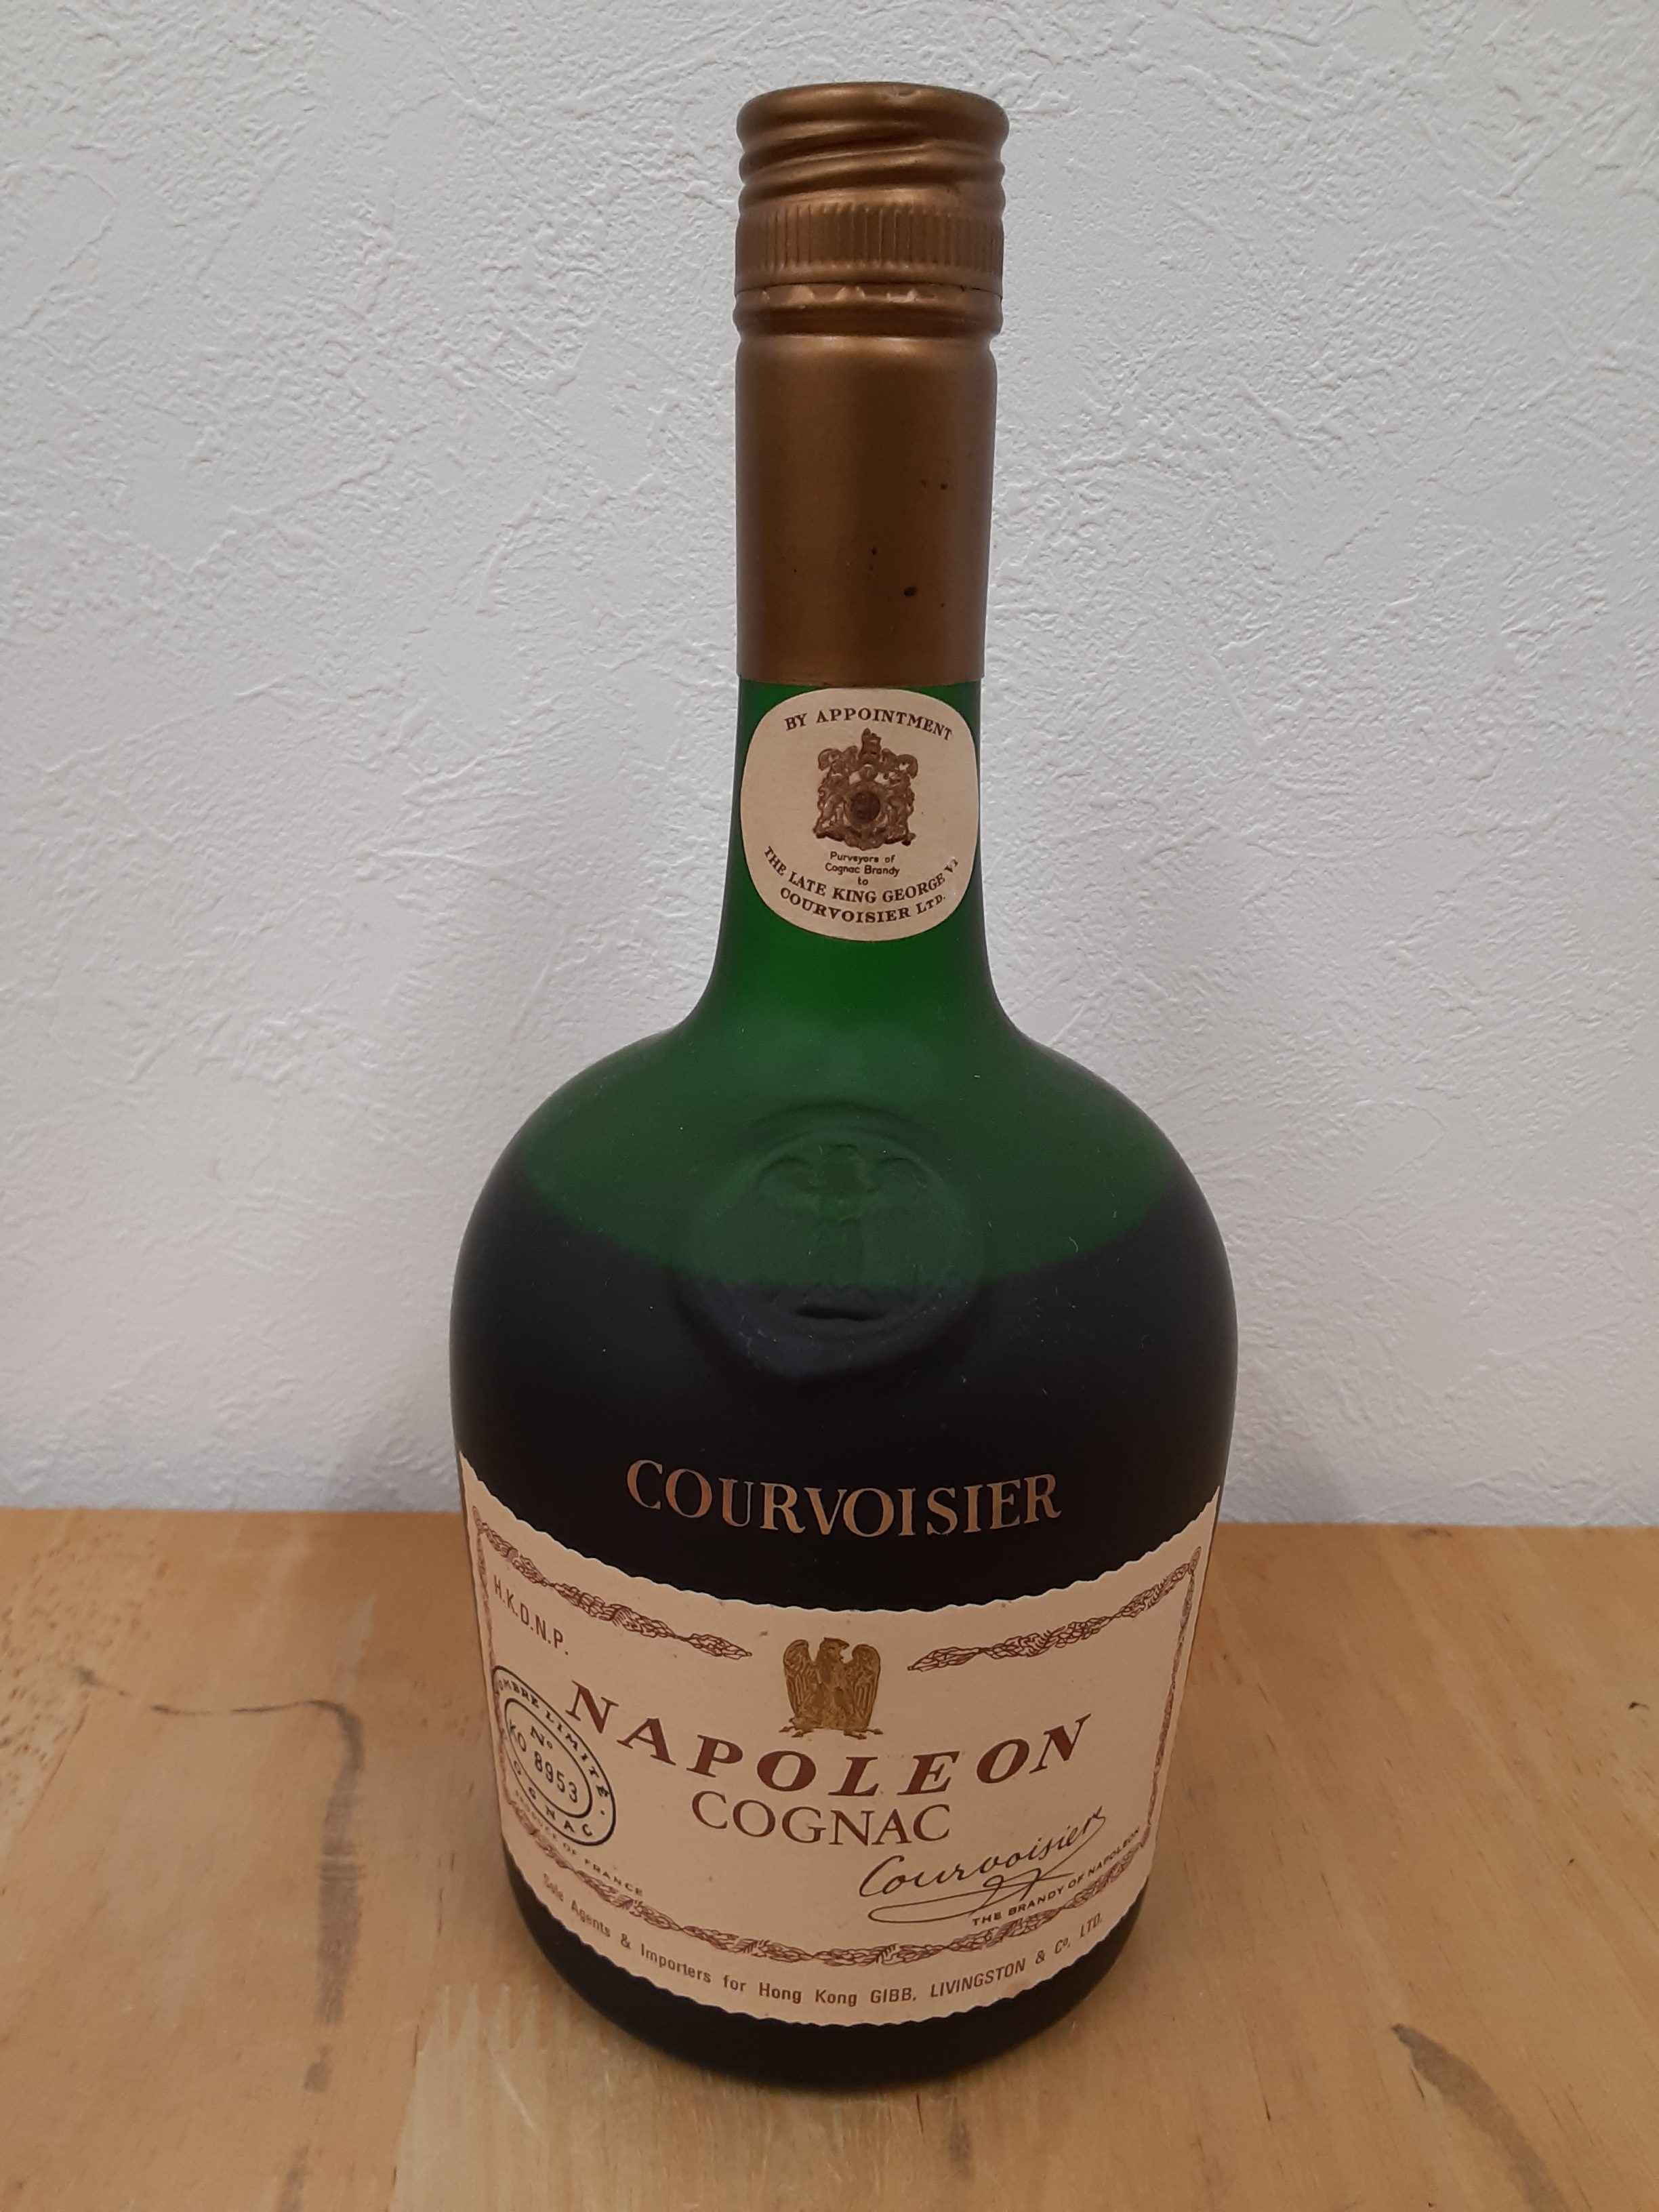 BY APPOINTMENT
Purveyors of
Cognac Brandy
to
THE LATE KING GEORGE VI
COURVOISIER LTD.
COURVOISIER
H.K.D.N.P.
NOMBRE LIMITÉ
No
KO 8953
COGNAC
NAPOLEON
COGNAC
Courvoisier
THE BRANDY OF NAPOLEON
PRODUCE OF FRANCE
Sole Agents & Importers for Hong Kong GIBB, LIVINGSTON & Co, LTD.